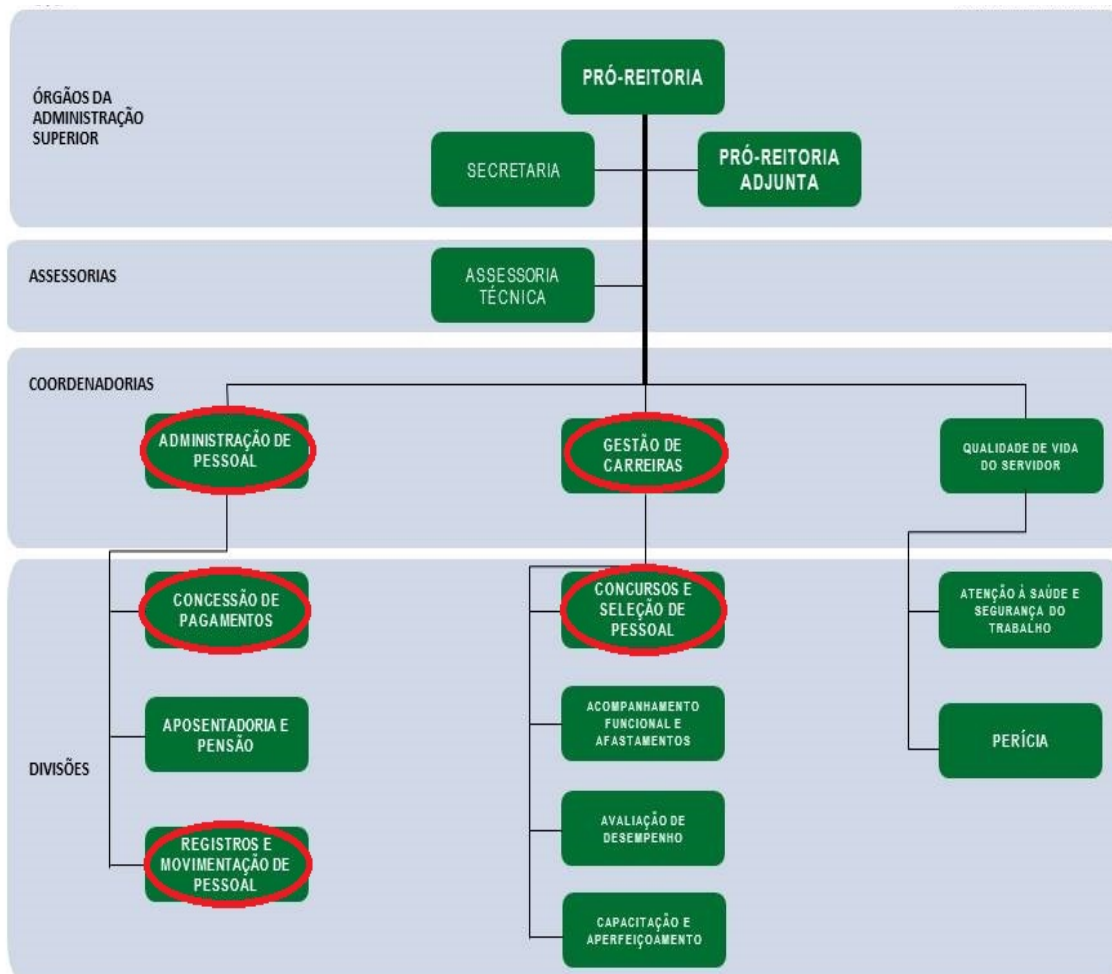 PRÓ-REITORIA
ÓRGÃOS DA
ADMINISTRAÇÃO
SUPERIOR
SECRETARIA
PRÓ-REITORIA
ADJUNTA
ASSESSORIAS
ASSESSORIA
TÉCNICA
COORDENADORIAS
ADMINISTRAÇÃO DE
PESSOAL
GESTÃO DE
CARREIRAS
QUALIDADE DE VIDA
DO SERVIDOR
DIVISÕES
CONCESSÃO DE
PAGAMENTOS
APOSENTADORIA E
PENSÃO
REGISTROS E
MOVIMENTAÇÃO DE
PESSOAL
CONCURSOS E
SELEÇÃO DE
PESSOAL
ACOMPANHAMENTO
FUNCIONAL E
AFASTAMENTOS
AVALIAÇÃO DE
DESEMPENHO
CAPACITAÇÃO E
APERFEIÇOAMENTO
ATENÇÃO À SAÚDE E
SEGURANÇA DO
TRABALHO
PERÍCIA